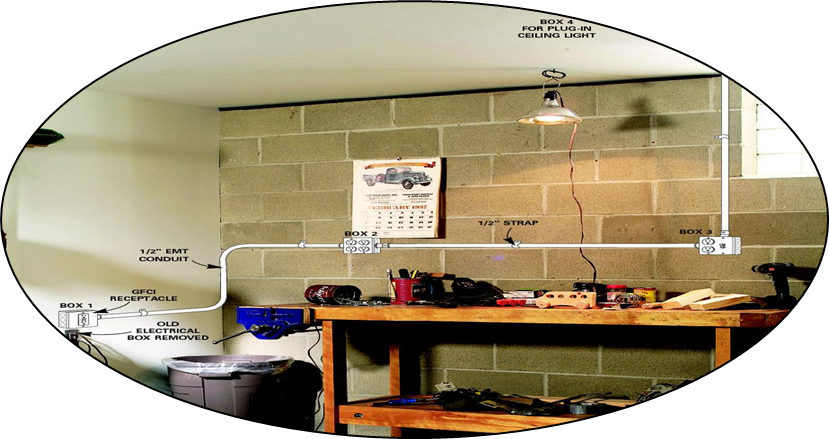 BOX 4
FOR PLUG-IN
CEILING LIGHT
FEBRUARY 1937
BOX 2
1/2" STRAP
BOX 3
1/2" EMT
CONDUIT
GFCI
RECEPTACLE
BOX 1
OLD
ELECTRICAL
BOX REMOVED